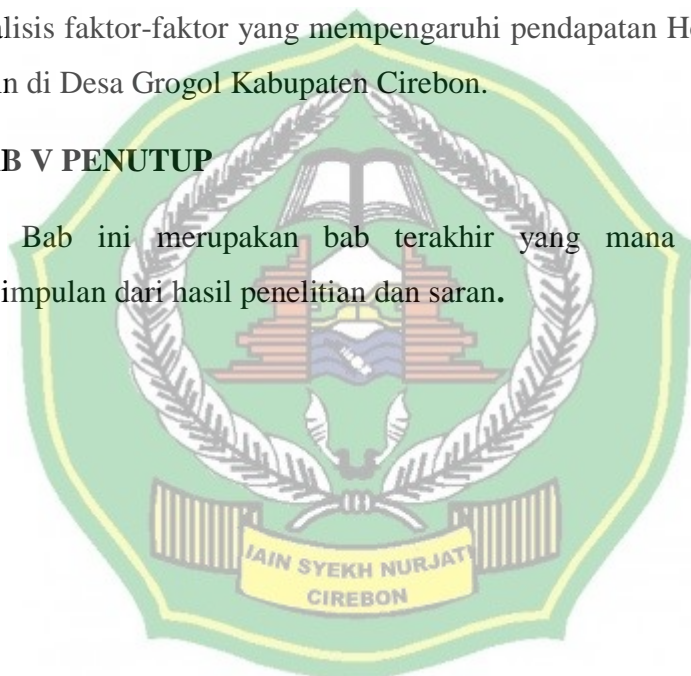 alisis faktor-faktor yang mempengaruhi pendapatan H
n di Desa Grogol Kabupaten Cirebon.
B V PENUTUP
Bab ini merupakan bab terakhir yang mana
impulan dari hasil penelitian dan saran.
IAIN SYEKH NURJATI
CIREBON